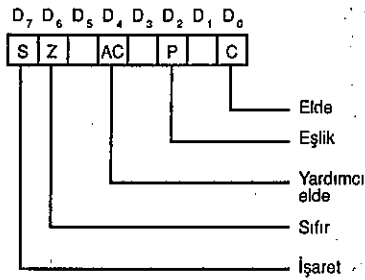 D7 D6 D5 D4 D3 D2 D1 D0
S Z AC P C
Elde
Eşlik
Yardımcı
elde
Sıfır
İşaret